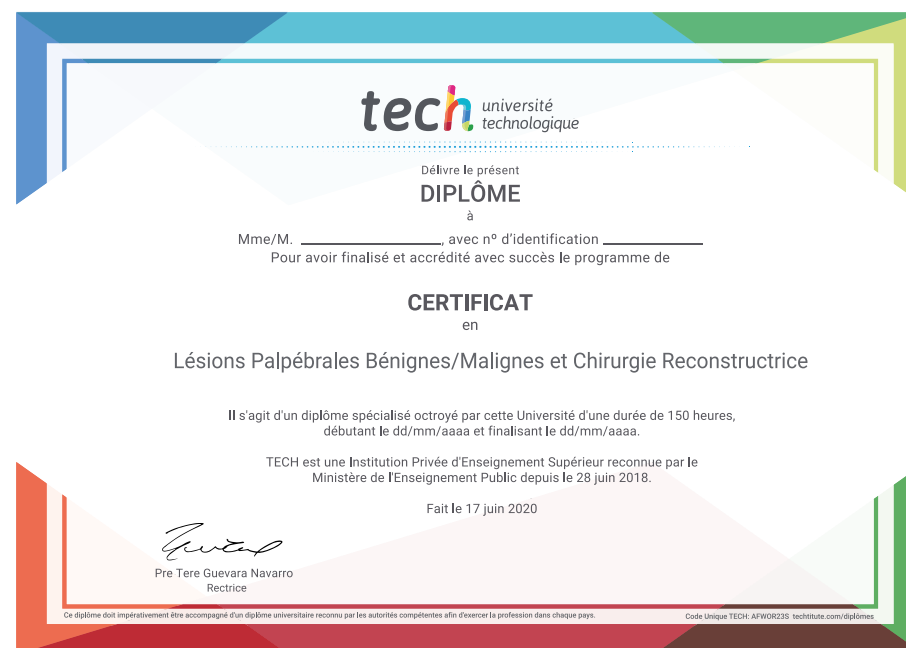 tech université
technologique
Délivre le présent
DIPLÔME
à
Mme/M. , avec nº d'identification
Pour avoir finalisé et accrédité avec succès le programme de
CERTIFICAT
en
Lésions Palpébrales Bénignes/Malignes et Chirurgie Reconstructrice
Il s'agit d'un diplôme spécialisé octroyé par cette Université d'une durée de 150 heures,
débutant le dd/mm/aaaa et finalisant le dd/mm/aaaa.
TECH est une Institution Privée d'Enseignement Supérieur reconnue par le
Ministère de l'Enseignement Public depuis le 28 juin 2018.
Fait le 17 juin 2020
Pre Tere Guevara Navarro
Rectrice
Ce diplôme doit impérativement être accompagné d'un diplôme universitaire reconnu par les autorités compétentes afin d'exercer la profession dans chaque pays.
Code Unique TECH: AFWOR23S techtitute.com/diplômes